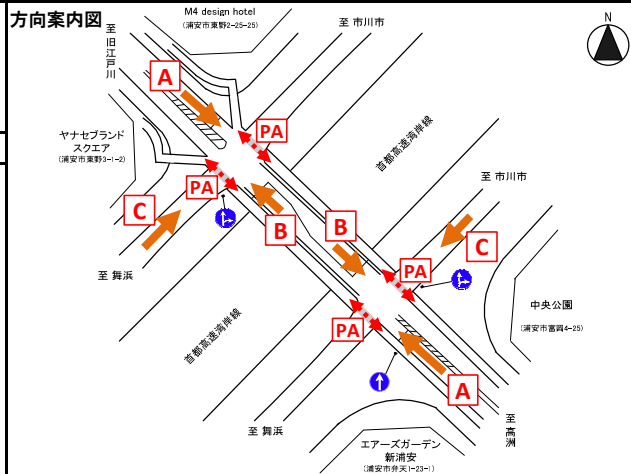 方向案内図
M4 design hotel
(浦安市東野2-25-25)
至 旧江戸川
至 市川市
N
A
PA
首都高速湾岸線
ヤナセブランド
スクエア
(浦安市東野3-1-2)
至 市川市
PA
C
B
B
C
PA
至 舞浜
中央公園
(浦安市富岡4-25)
PA
首都高速湾岸線
A
至 舞浜
至 高洲
エアーズガーデン
新浦安
(浦安市弁天1-23-1)